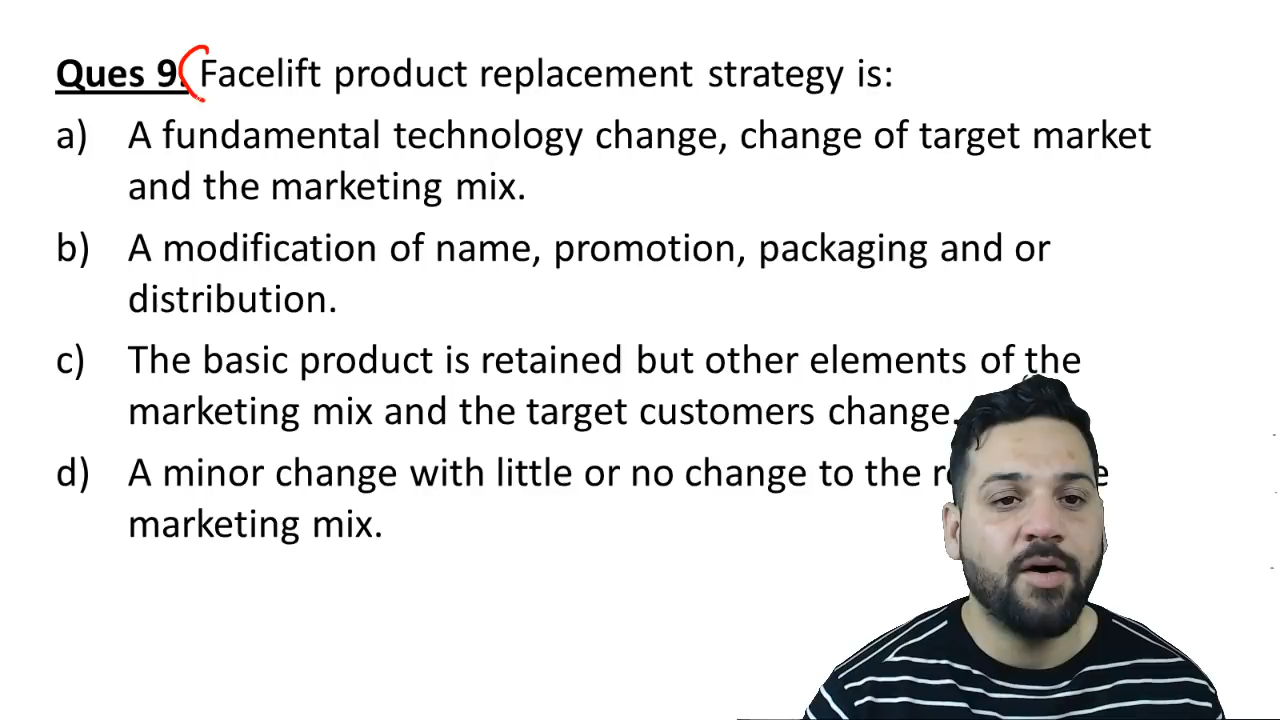 Ques 9. Facelift product replacement strategy is:
a) A fundamental technology change, change of target market
and the marketing mix.
b) A modification of name, promotion, packaging and or
distribution.
c) The basic product is retained but other elements of the
marketing mix and the target customers change.
d) A minor change with little or no change to the
marketing mix.